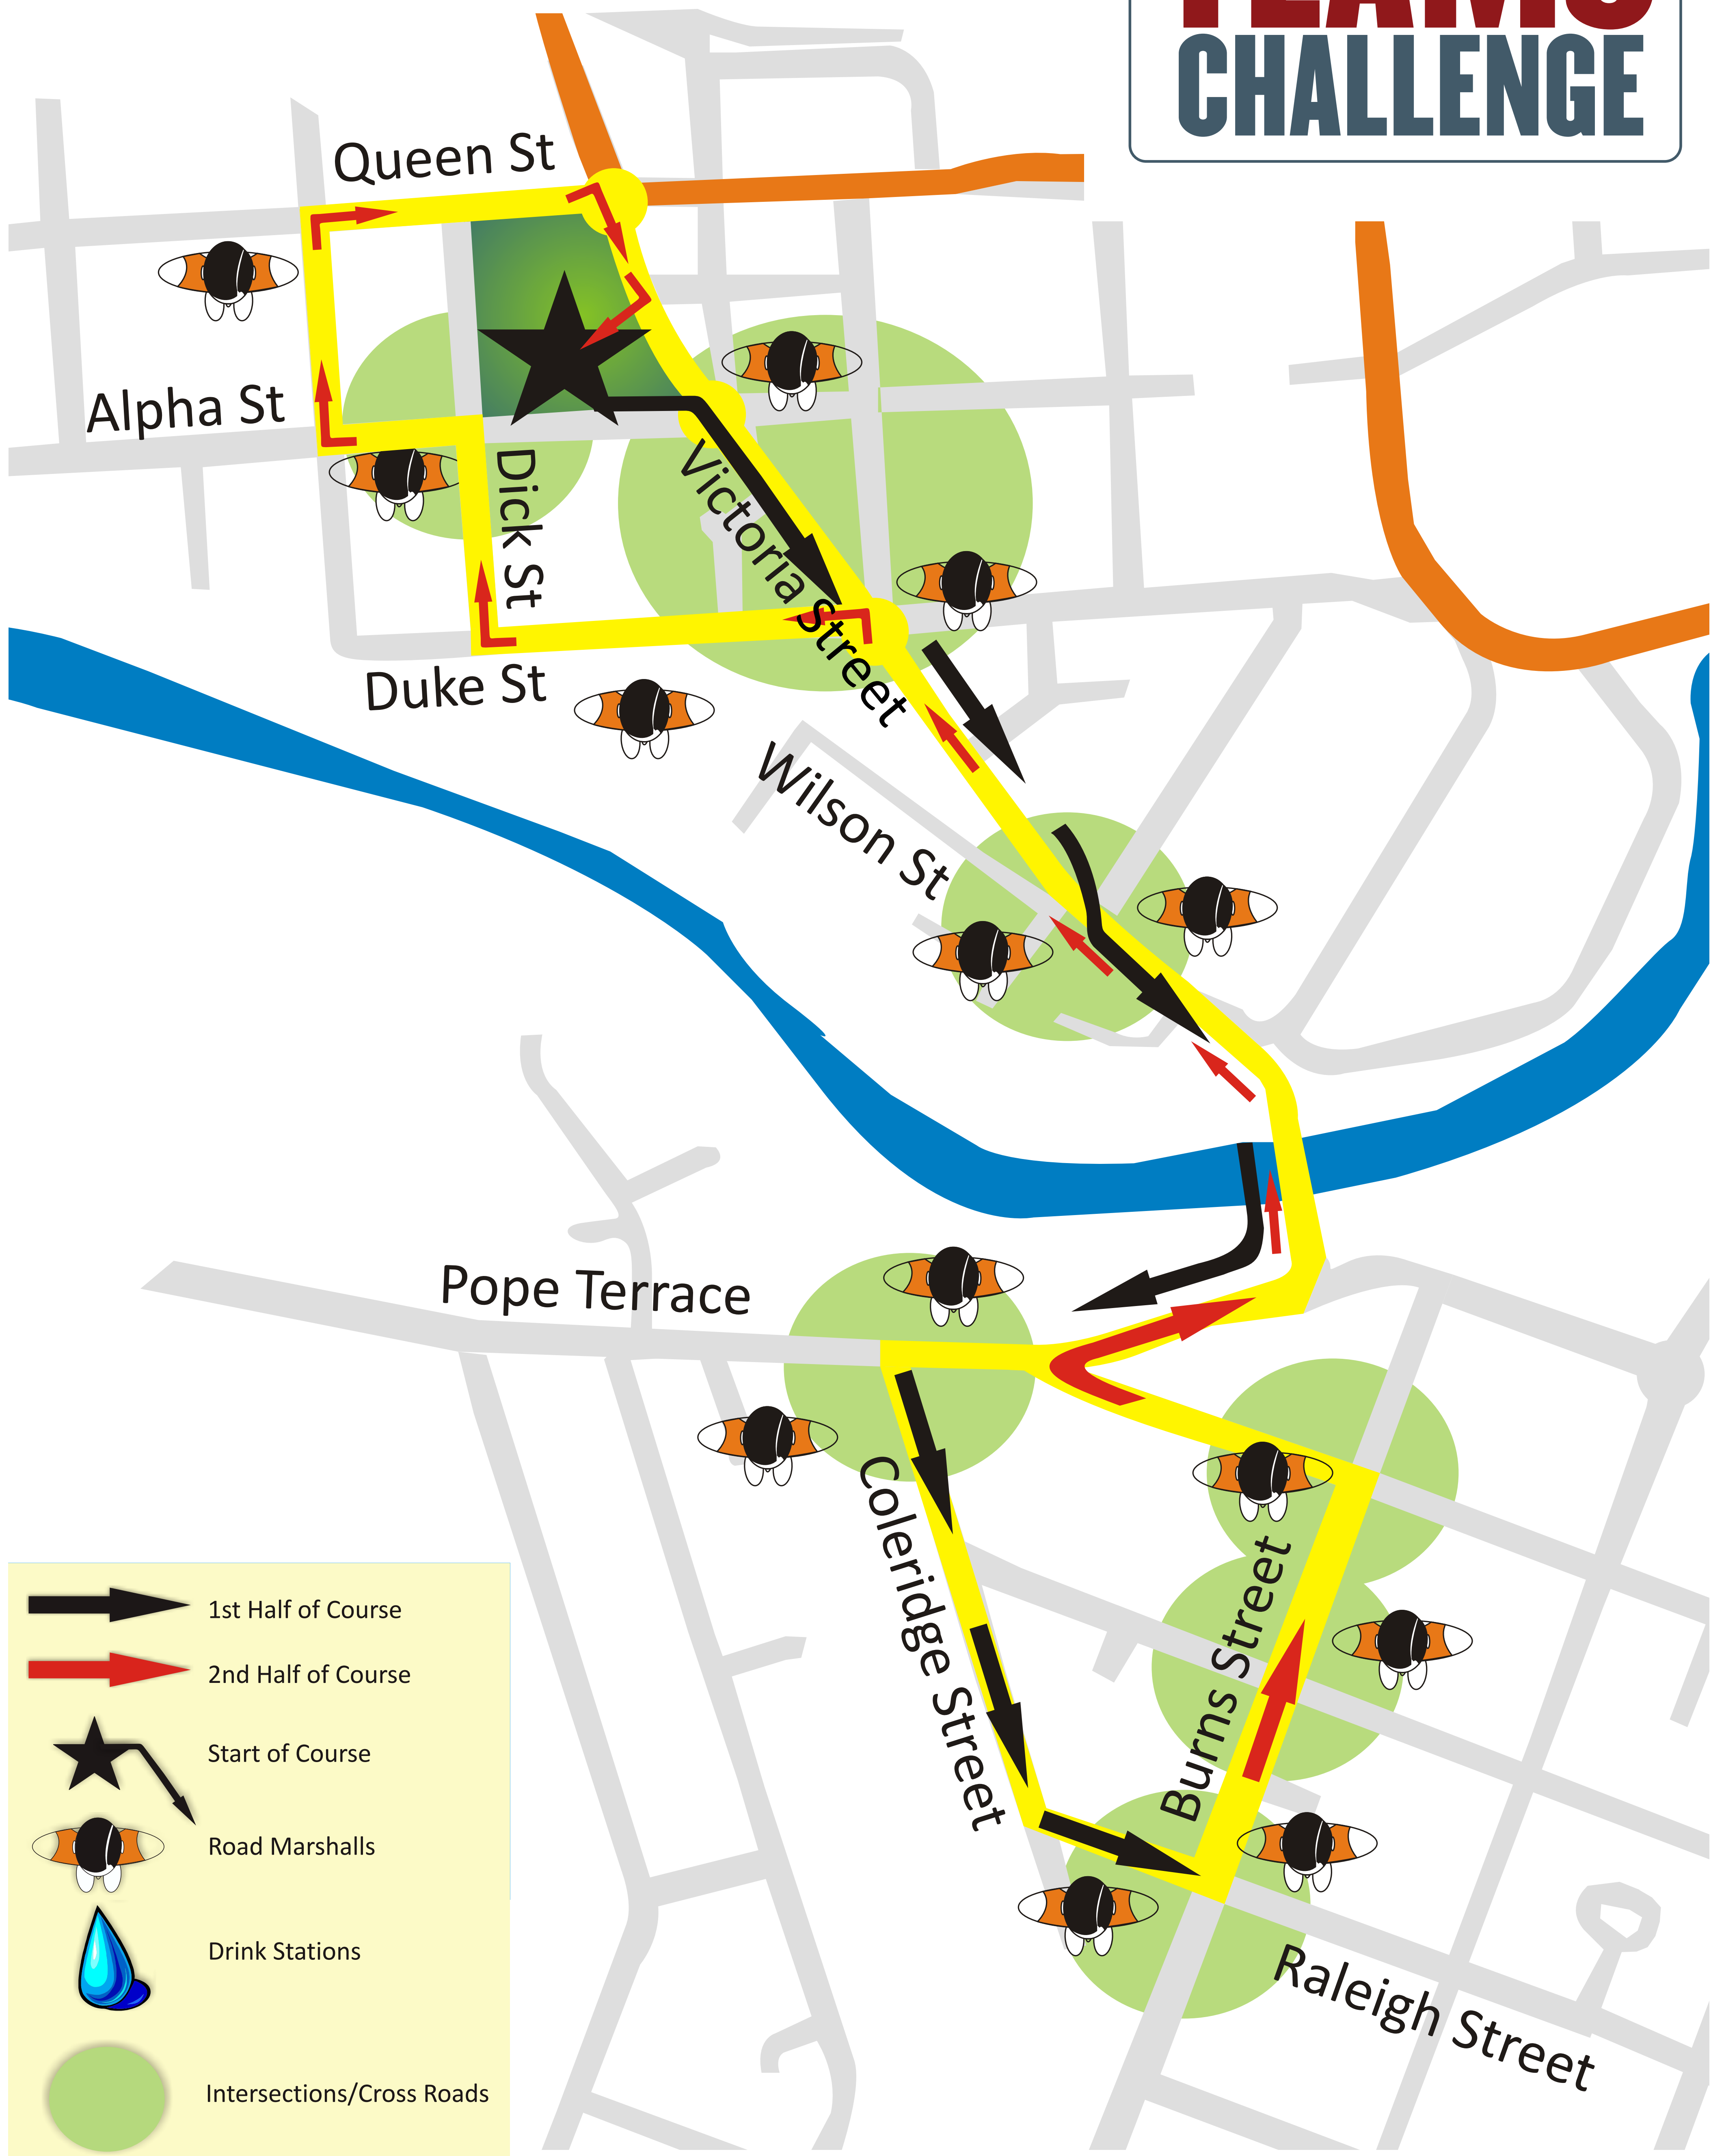 CHALLENGE
Queen St
Alpha St
Dick St
Victoria Street
Duke St
Wilson St
Pope Terrace
Coleridge Street
Burns Street
Raleigh Street
1st Half of Course
2nd Half of Course
Start of Course
Road Marshalls
Drink Stations
Intersections/Cross Roads